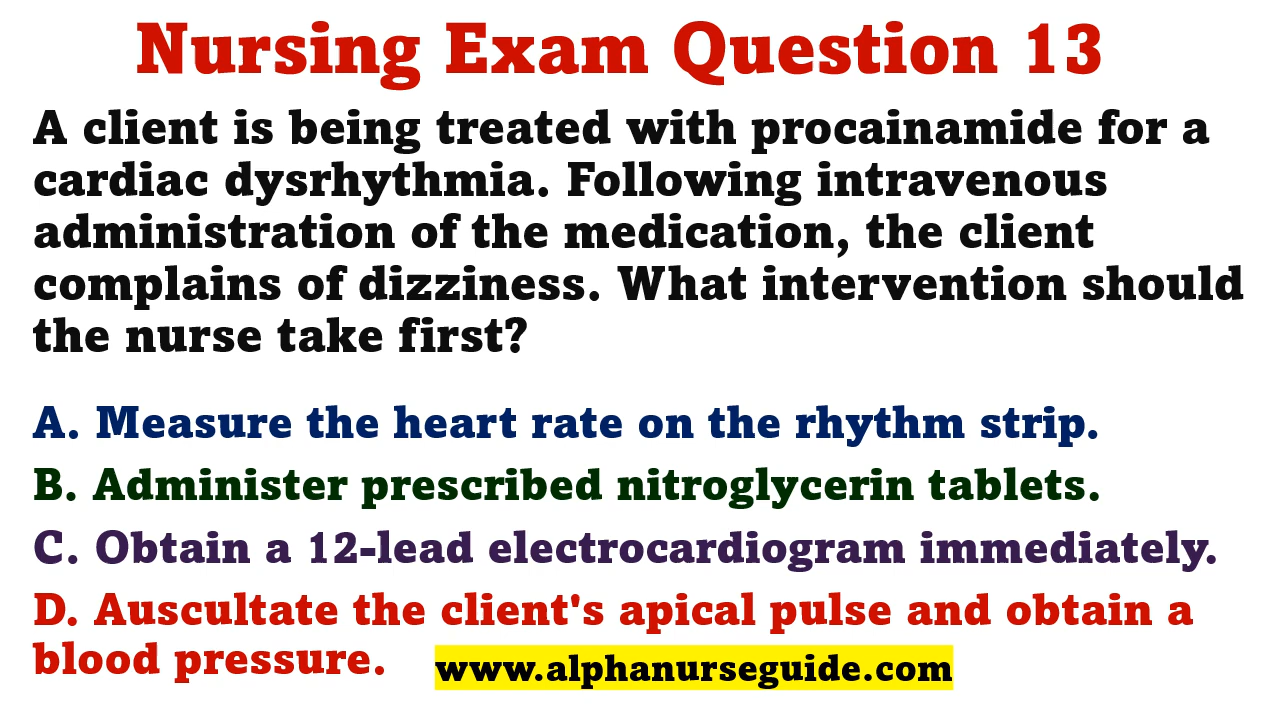 Nursing Exam Question 13
A client is being treated with procainamide for a
cardiac dysrhythmia. Following intravenous
administration of the medication, the client
complains of dizziness. What intervention should
the nurse take first?
A. Measure the heart rate on the rhythm strip.
B. Administer prescribed nitroglycerin tablets.
C. Obtain a 12-lead electrocardiogram immediately.
D. Auscultate the client's apical pulse and obtain a
blood pressure.
www.alphanurseguide.com